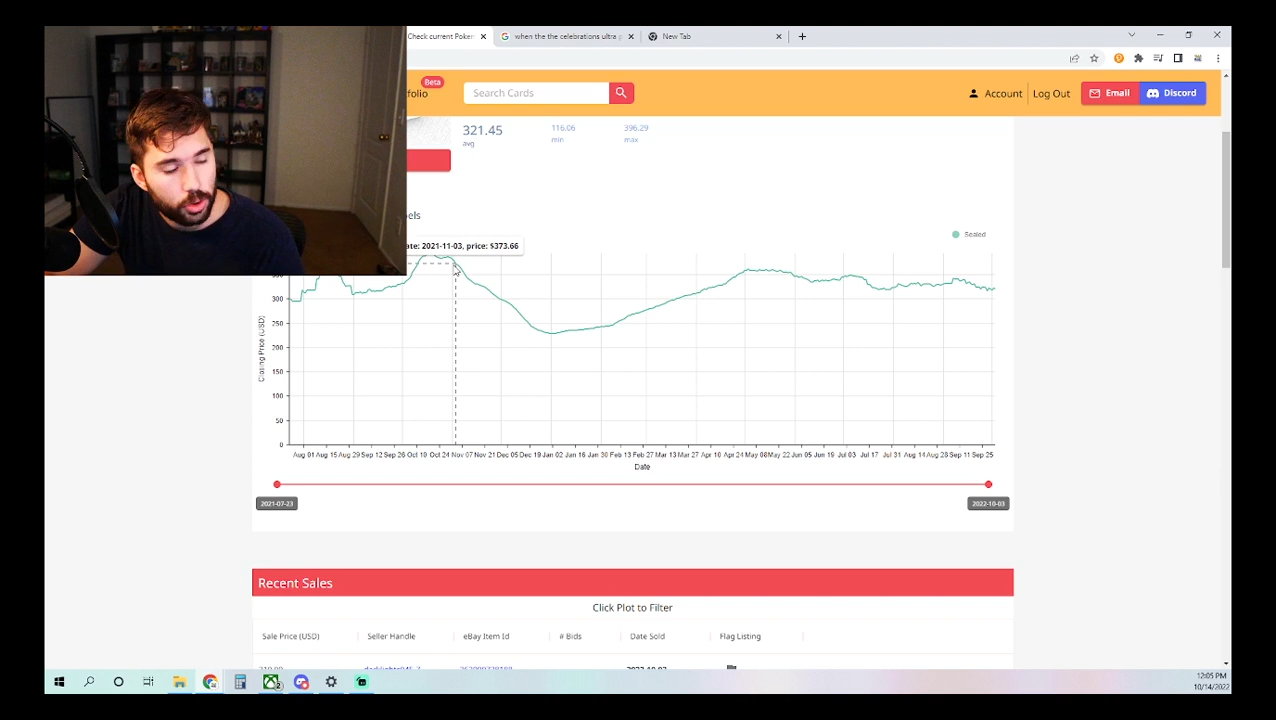 Check current Poker
when the the celebrations ultra p
New Tab
folio
Beta
Search Cards
Account
Log Out
Email
Discord
321.45
avg
116.06
min
396.29
max
els
ate: 2021-11-03, price: $373.66
Sealed
300
250
200
150
100
50
0
Closing Price (USD)
Aug 01 Aug 15 Aug 29 Sep 12 Sep 26 Oct 10 Oct 24 Nov 07 Nov 21 Dec 05 Dec 19 Jan 02 Jan 16 Jan 30 Feb 13 Feb 27 Mar 13 Mar 27 Apr 10 Apr 24 May 08 May 22 Jun 05 Jun 19 Jul 03 Jul 17 Jul 31 Aug 14 Aug 28 Sep 11 Sep 25
Date
2021-07-23
2022-10-03
Recent Sales
Click Plot to Filter
Sale Price (USD) Seller Handle eBay Item Id # Bids Date Sold Flag Listing
12:05 PM
10/14/2022